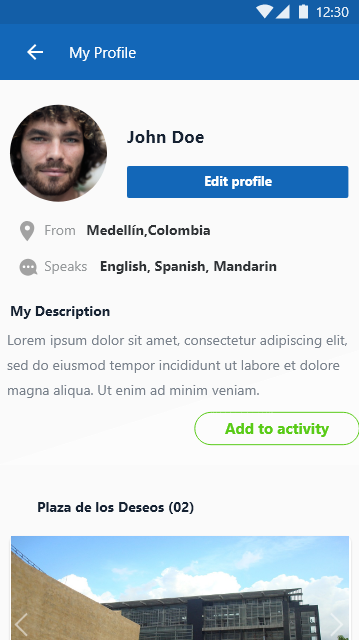 12:30
My Profile
John Doe
Edit profile
From Medellín,Colombia
Speaks English, Spanish, Mandarin
My Description
Lorem ipsum dolor sit amet, consectetur adipiscing elit,
sed do eiusmod tempor incididunt ut labore et dolore
magna aliqua. Ut enim ad minim veniam.
Add to activity
Plaza de los Deseos (02)